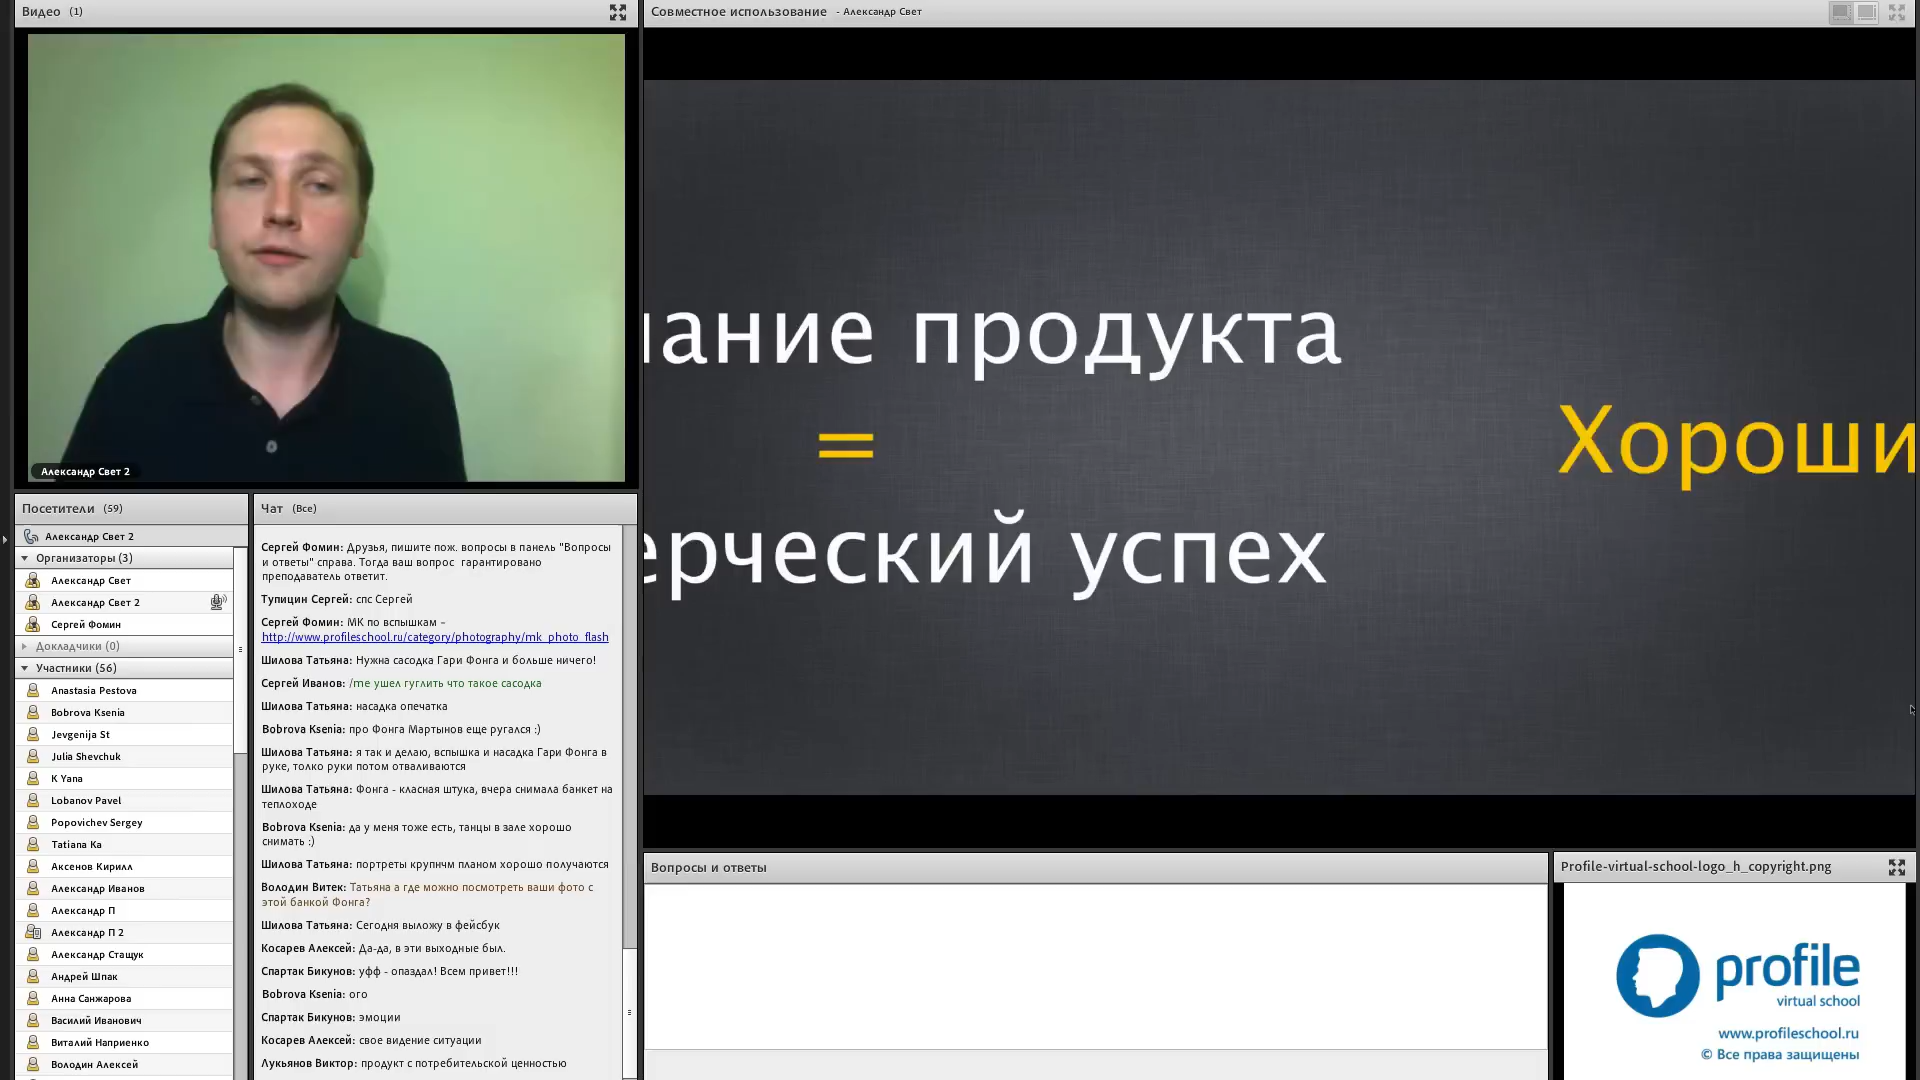 Видео (1)
Александр Свет 2
Посетители (59)
Александр Свет 2
Организаторы (3)
Александр Свет
Александр Свет 2
Сергей Фомин
Докладчики (0)
Участники (56)
Anastasia Pestova
Bobrova Ksenia
Jevgenija St
Julia Shevchuk
K Yana
Lobanov Pavel
Popovichev Sergey
Tatiana Ka
Аксенов Кирилл
Александр Иванов
Александр П
Александр П 2
Александр Стащук
Андрей Шпак
Анна Санжарова
Василий Иванович
Виталий Наприенко
Володин Алексей
Чат (Все)
Сергей Фомин: Друзья, пишите пож. вопросы в панель "Вопросы
и ответы" справа. Тогда ваш вопрос гарантировано
преподаватель ответит.
Тупицин Сергей: спс Сергей
Сергей Фомин: МК по вспышкам –
http://www.profileschool.ru/category/photography/mk_photo_flash
Шилова Татьяна: Нужна сасодка Гари Фонга и больше ничего!
Сергей Иванов: /me ушел гуглить что такое сасодка
Шилова Татьяна: насадка опечатка
Bobrova Ksenia: про Фонга Мартынов еще ругался :)
Шилова Татьяна: я так и делаю, вспышка и насадка Гари Фонга в
руке, толко руки потом отваливаются
Шилова Татьяна: Фонга - класная штука, вчера снимала банкет на
теплоходе
Bobrova Ksenia: да у меня тоже есть, танцы в зале хорошо
снимать :)
Шилова Татьяна: портреты крупнчм планом хорошо получаются
Володин Витек: Татьяна а где можно посмотреть ваши фото с
этой банкой Фонга?
Шилова Татьяна: Сегодня выложу в фейсбук
Косарев Алексей: Да-да, в эти выходные был.
Спартак Бикунов: уфф - опаздал! Всем привет!!!
Bobrova Ksenia: ого
Спартак Бикунов: эмоции
Косарев Алексей: свое видение ситуации
Лукьянов Виктор: продукт с потребительской ценностью
Совместное использование - Александр Свет
ание продукта
=
ерческий успех
Хороши
Вопросы и ответы
Profile-virtual-school-logo_h_copyright.png
profile
virtual school
www.profileschool.ru
© Все права защищены